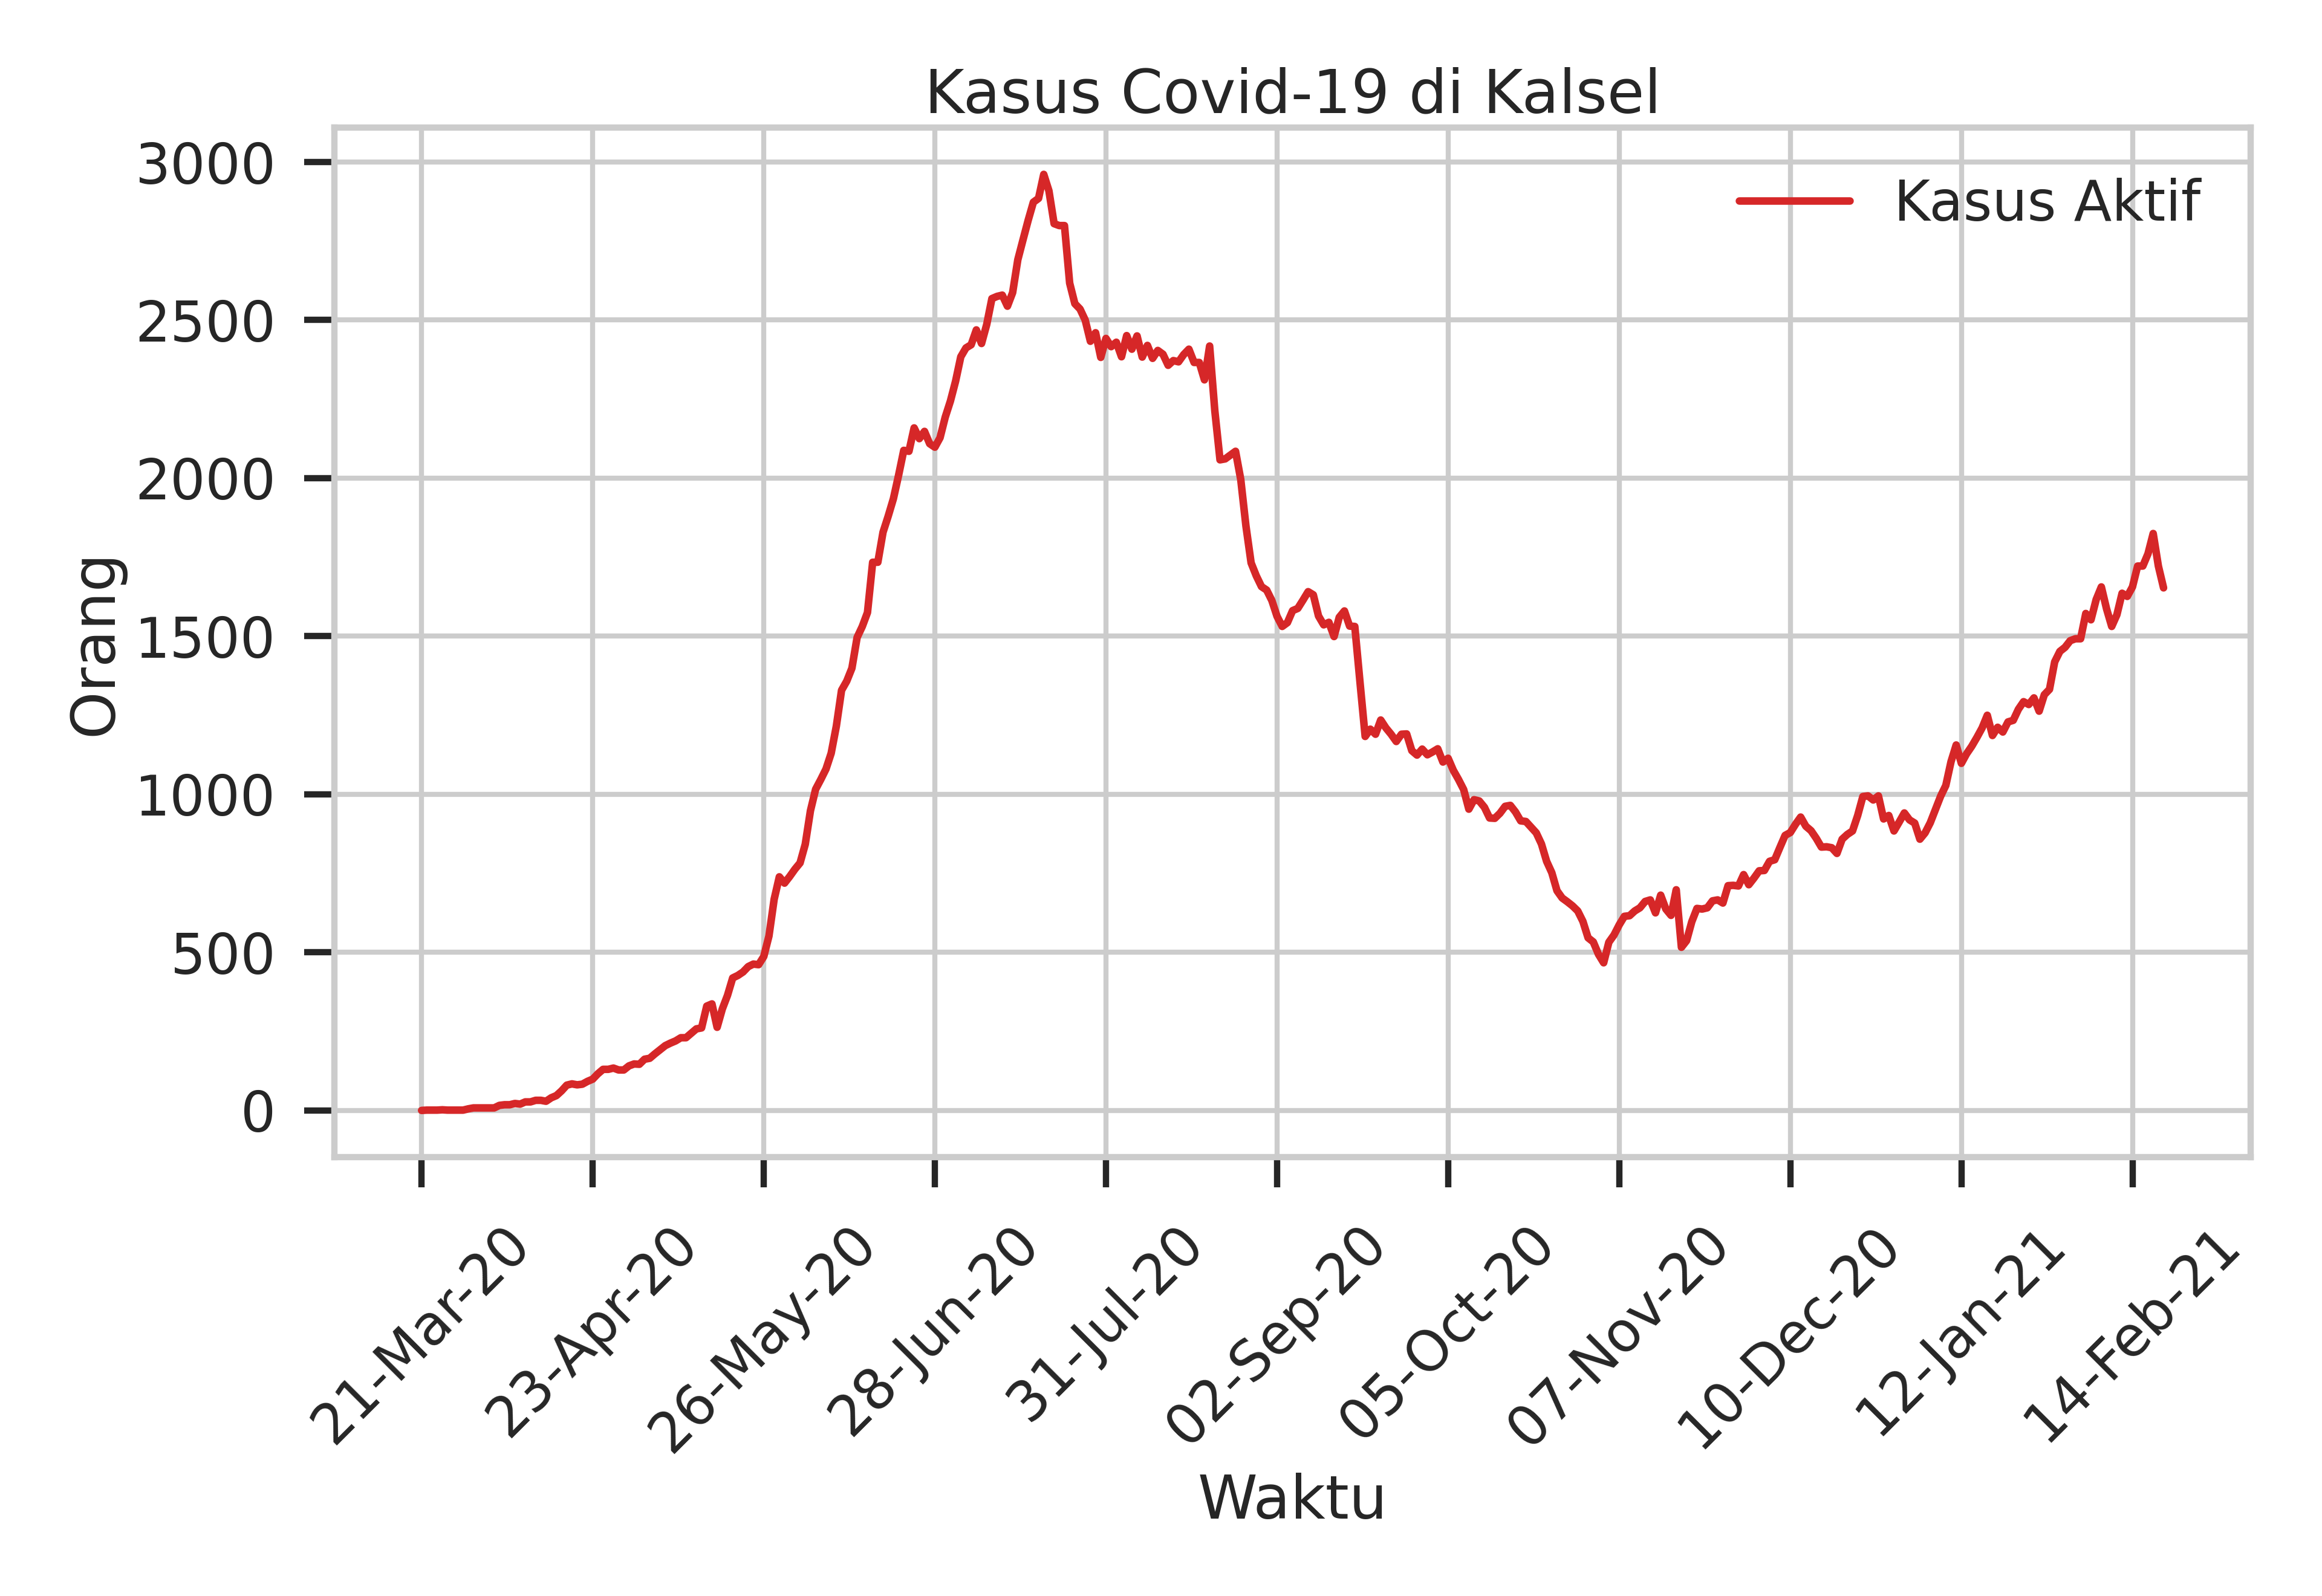 Kasus Covid-19 di Kalsel
Kasus Aktif
Orang
3000
2500
2000
1500
1000
500
0
21-Mar-20
23-Apr-20
26-May-20
28-Jun-20
31-Jul-20
02-Sep-20
05-Oct-20
07-Nov-20
10-Dec-20
12-Jan-21
14-Feb-21
Waktu